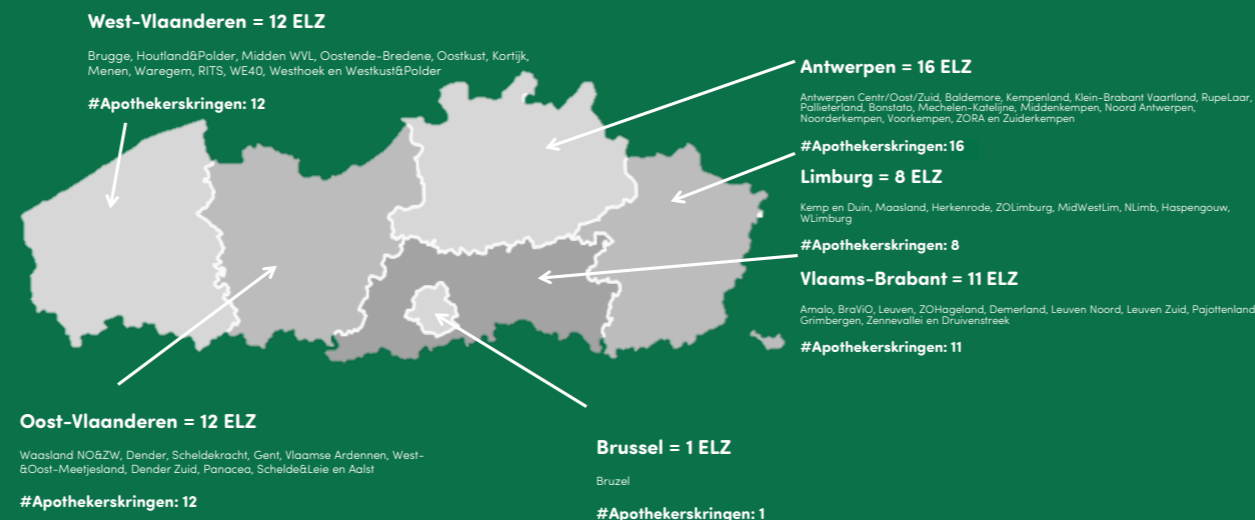 West-Vlaanderen = 12 ELZ
Brugge, Houtland&Polder, Midden WVL, Oostende-Bredene, Oostkust, Kortijk,
Menen, Waregem, RITS, WE40, Westhoek en Westkust&Polder
#Apothekerskringen: 12
Antwerpen = 16 ELZ
Antwerpen Centr/Oost/Zuid, Baldemore, Kempenland, Klein-Brabant Vaartland, RupeLaar,
Pallieterland, Bonstato, Mechelen-Katelijne, Middenkempen, Noord Antwerpen,
Noorderkempen, Voorkempen, ZORA en Zuiderkempen
#Apothekerskringen: 16
Limburg = 8 ELZ
Kemp en Duin, Maasland, Herkenrode, ZOLimburg, MidWestLim, NLimb, Haspengouw,
WLimburg
#Apothekerskringen: 8
Vlaams-Brabant = 11 ELZ
Amalo, BraViO, Leuven, ZOHageland, Demerland, Leuven Noord, Leuven Zuid, Pajottenland
Grimbergen, Zennevallei en Druivenstreek
#Apothekerskringen: 11
Oost-Vlaanderen = 12 ELZ
Waasland NO&ZW, Dender, Scheldekracht, Gent, Vlaamse Ardennen, West-
&Oost-Meetjesland, Dender Zuid, Panacea, Schelde&Leie en Aalst
#Apothekerskringen: 12
Brussel = 1 ELZ
Bruzel
#Apothekerskringen: 1